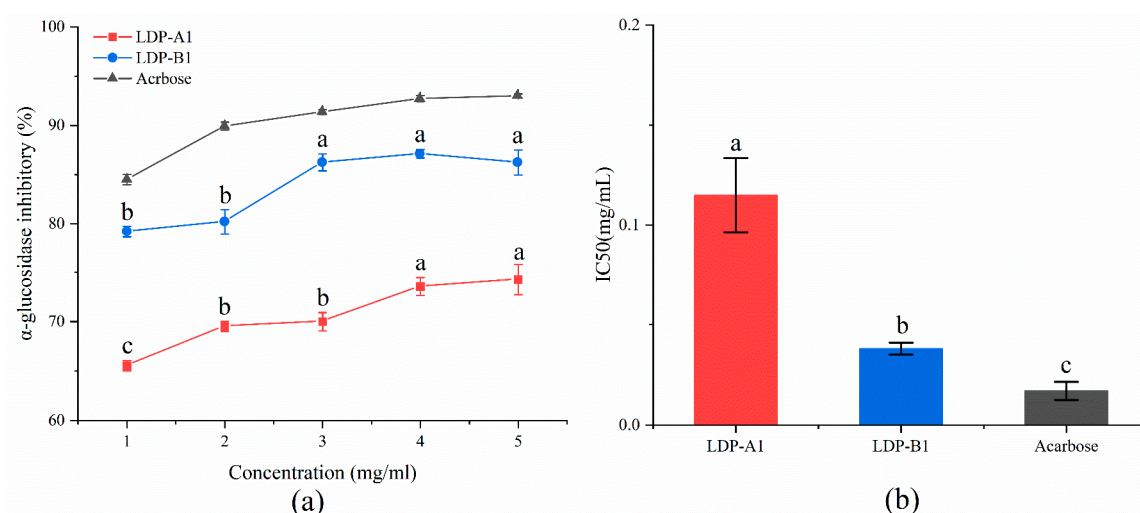 100
90
80
70
60
α-glucosidase inhibitory (%)
LDP-A1
LDP-B1
Acrbose
b
b
a
a
a
c
b
b
a
a
1 2 3 4 5
Concentration (mg/ml)
(a)
0.2
0.1
0.0
IC50(mg/mL)
a
b
c
LDP-A1 LDP-B1 Acarbose
(b)